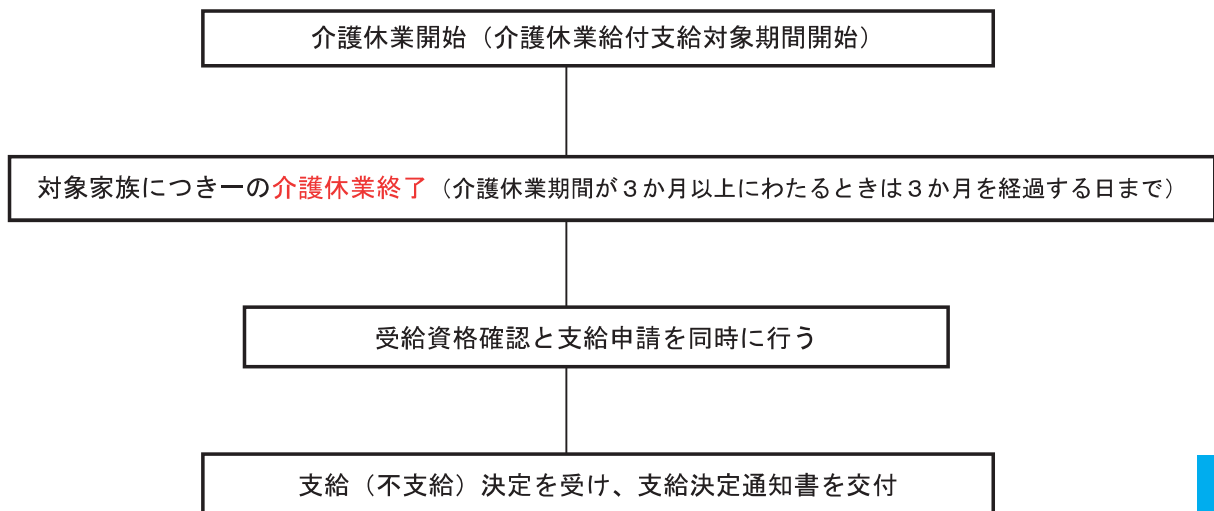 介護休業開始（介護休業給付支給対象期間開始）
対象家族につき一の介護休業終了（介護休業期間が３か月以上にわたるときは３か月を経過する日まで）
受給資格確認と支給申請を同時に行う
支給（不支給）決定を受け、支給決定通知書を交付